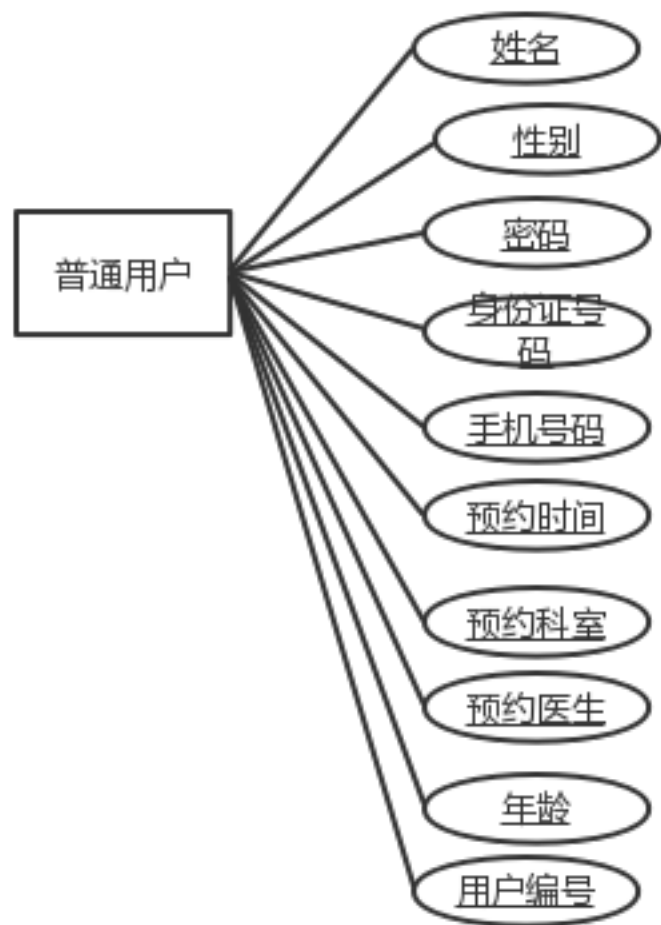 姓名
性别
密码
普通用户
身份证号
码
手机号码
预约时间
预约科室
预约医生
年龄
用户编号